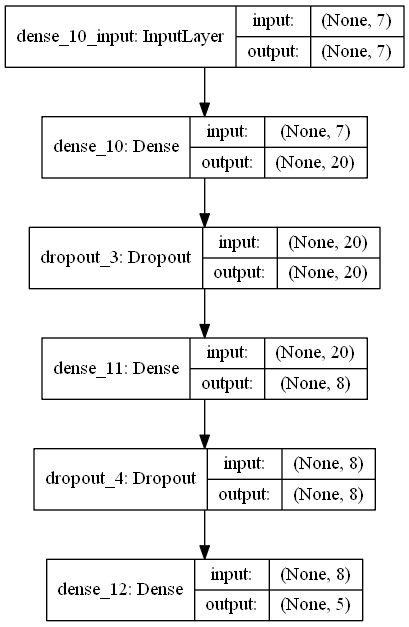 dense_10_input: InputLayer
input: (None, 7)
output: (None, 7)
dense_10: Dense
input: (None, 7)
output: (None, 20)
dropout_3: Dropout
input: (None, 20)
output: (None, 20)
dense_11: Dense
input: (None, 20)
output: (None, 8)
dropout_4: Dropout
input: (None, 8)
output: (None, 8)
dense_12: Dense
input: (None, 8)
output: (None, 5)